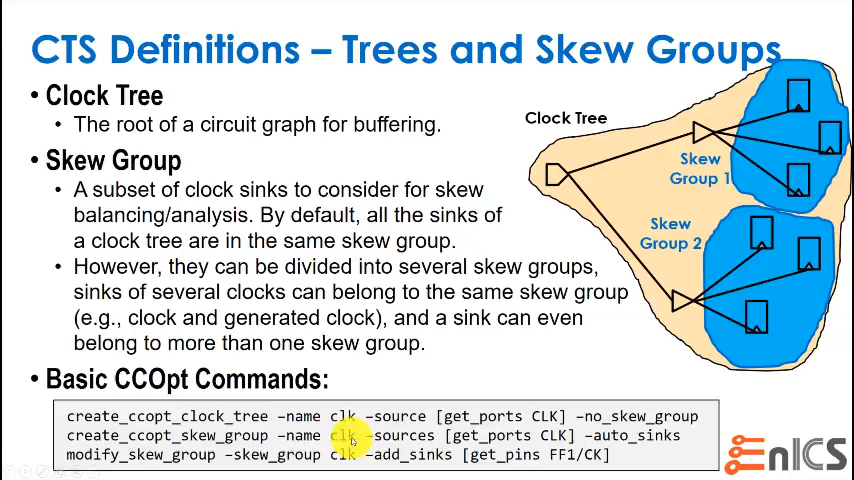 CTS Definitions – Trees and Skew Groups
• Clock Tree
• The root of a circuit graph for buffering.
• Skew Group
• A subset of clock sinks to consider for skew
balancing/analysis. By default, all the sinks of
a clock tree are in the same skew group.
• However, they can be divided into several skew groups,
sinks of several clocks can belong to the same skew group
(e.g., clock and generated clock), and a sink can even
belong to more than one skew group.
• Basic CCOpt Commands:
create_ccopt_clock_tree –name clk –source [get_ports CLK] –no_skew_group
create_ccopt_skew_group –name clk –sources [get_ports CLK] –auto_sinks
modify_skew_group –skew_group clk –add_sinks [get_pins FF1/CK]
Clock Tree
Skew
Group 1
Skew
Group 2
EnICS